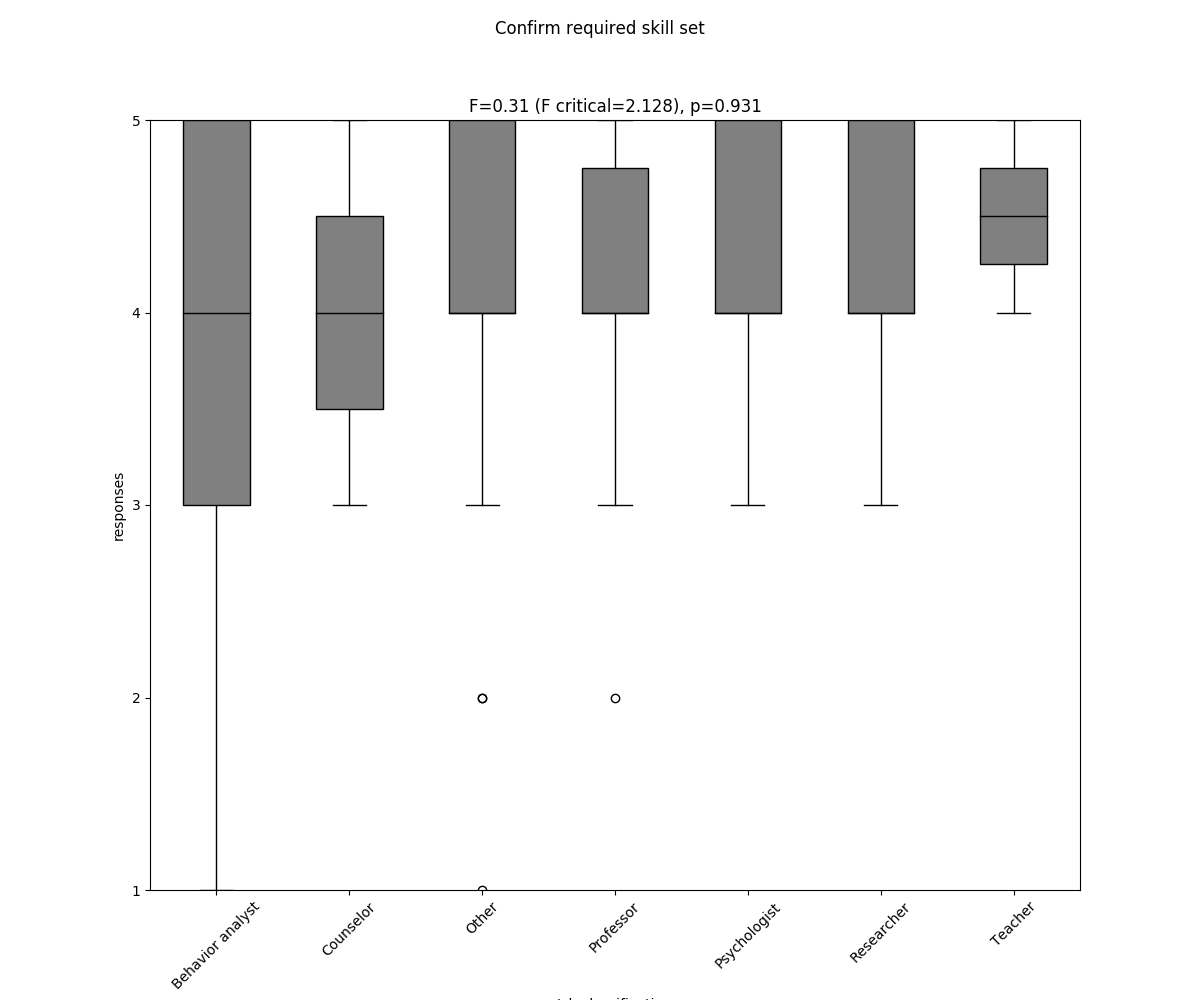 Confirm required skill set
F=0.31 (F critical=2.128), p=0.931
5
4
3
2
1
responses
Behavior analyst
Counselor
Other
Professor
Psychologist
Researcher
Teacher